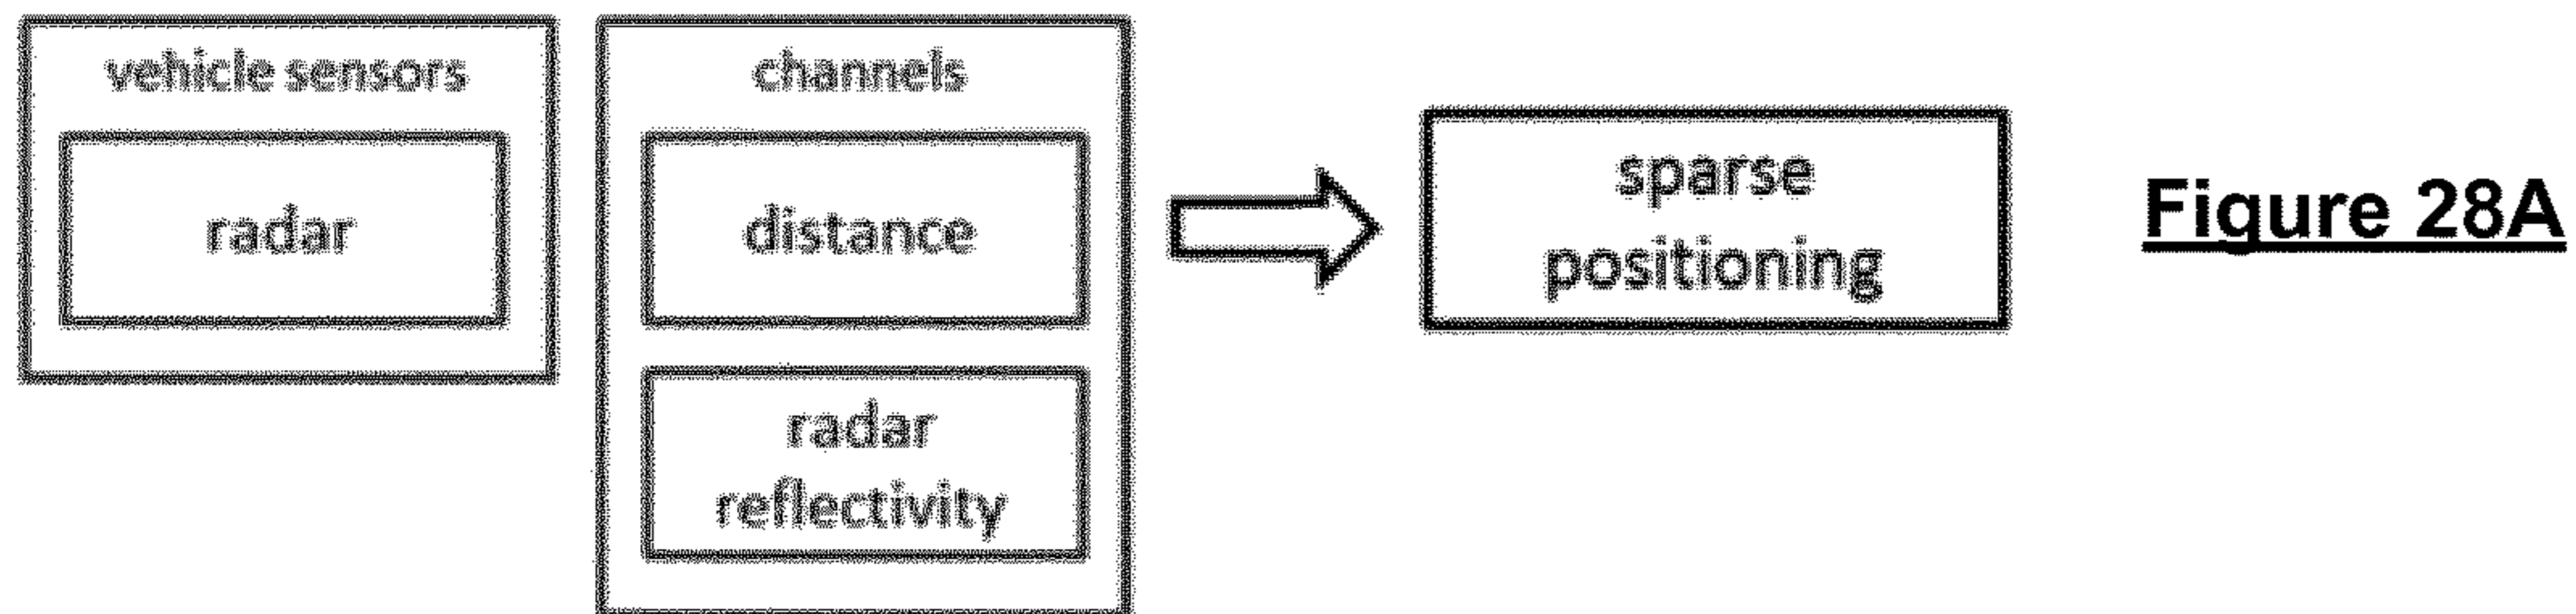 vehicle sensors
radar
channels
distance
radar
reflectivity
sparse
positioning
Figure 28A